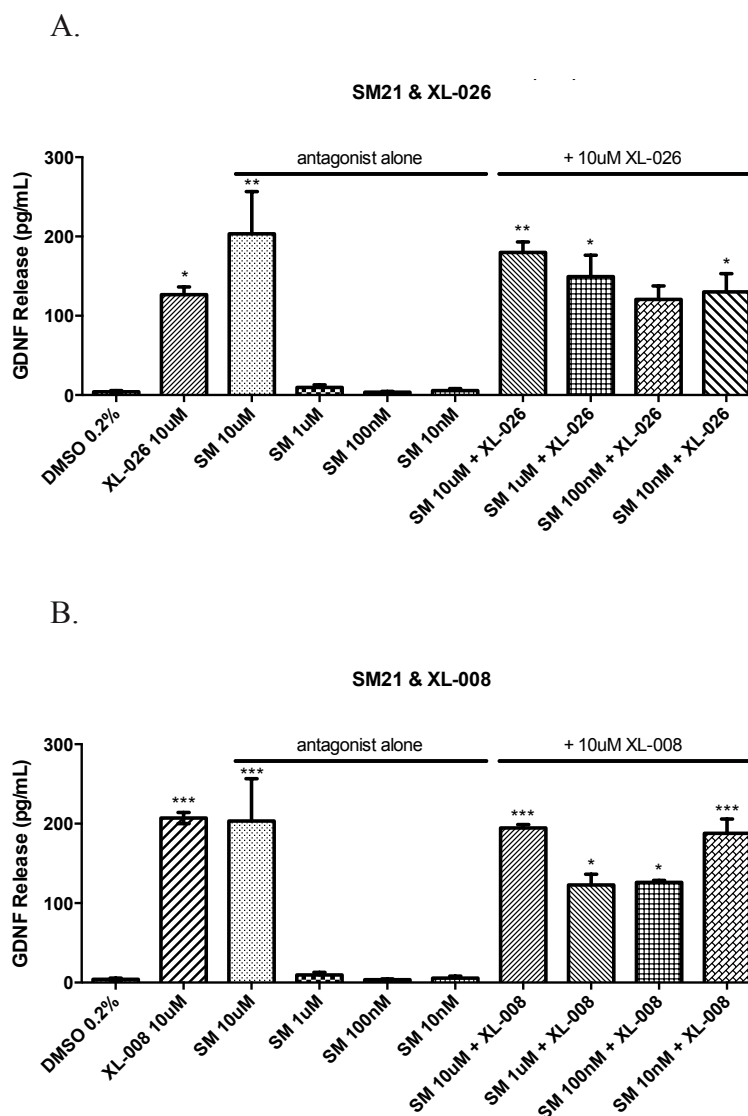 A.
SM21 & XL-026
antagonist alone
+ 10uM XL-026
GDNF Release (pg/mL)
300
200
100
0
*
**
**
*
*
DMSO 0.2%
XL-026 10uM
SM 10uM
SM 1uM
SM 100nM
SM 10nM
SM 10uM + XL-026
SM 1uM + XL-026
SM 100nM + XL-026
SM 10nM + XL-026
B.
SM21 & XL-008
antagonist alone
+ 10uM XL-008
GDNF Release (pg/mL)
300
200
100
0
***
***
***
*
*
***
DMSO 0.2%
XL-008 10uM
SM 10uM
SM 1uM
SM 100nM
SM 10nM
SM 10uM + XL-008
SM 1uM + XL-008
SM 100nM + XL-008
SM 10nM + XL-008